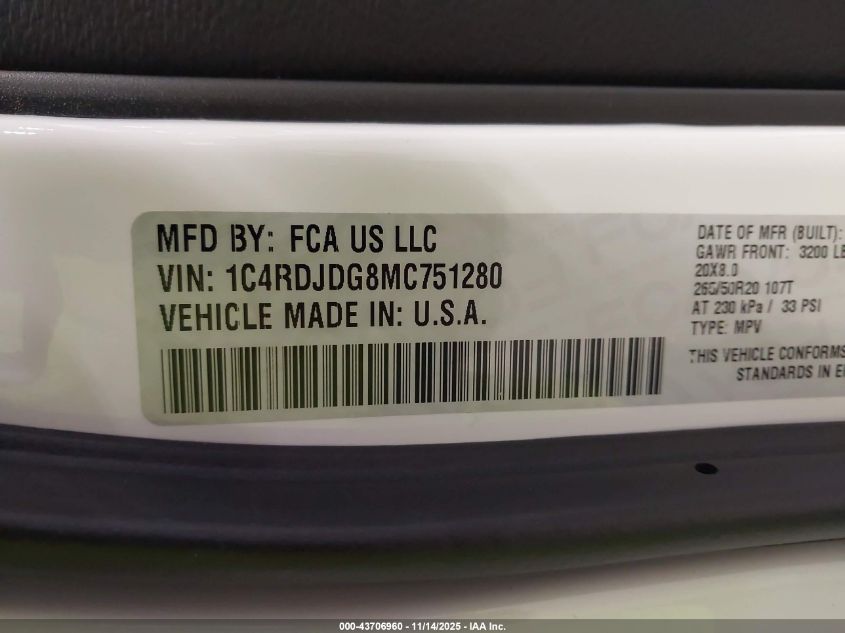 MFD BY: FCA US LLC
VIN: 1C4RDJDG8MC751280
VEHICLE MADE IN: U.S.A.
DATE OF MFR (BUILT):
GAWR FRONT: 3200 LB
20X8.0
265/50R20 107T
AT 230 kPa / 33 PSI
TYPE: MPV
THIS VEHICLE CONFORMS
STANDARDS IN E
000-43706960 - 11/14/2025 - IAA Inc.